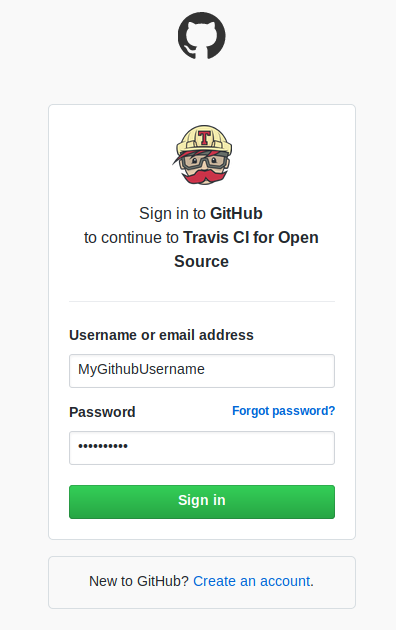 T
Sign in to GitHub
to continue to Travis CI for Open
Source
Username or email address
MyGithubUsername
Password Forgot password?
••••••••••
Sign in
New to GitHub? Create an account.